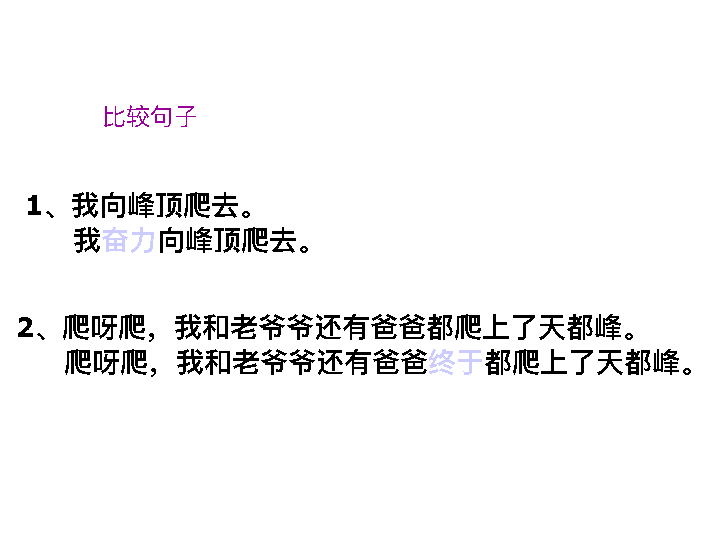 比较句子
1、我向峰顶爬去。
我奋力向峰顶爬去。
2、爬呀爬，我和老爷爷还有爸爸都爬上了天都峰。
爬呀爬，我和老爷爷还有爸爸终于都爬上了天都峰。